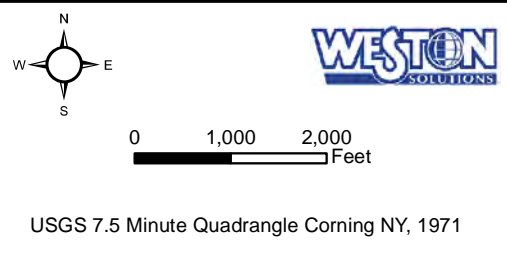 N
W E
S
WESTON
SOLUTIONS
0 1,000 2,000
Feet
USGS 7.5 Minute Quadrangle Corning NY, 1971